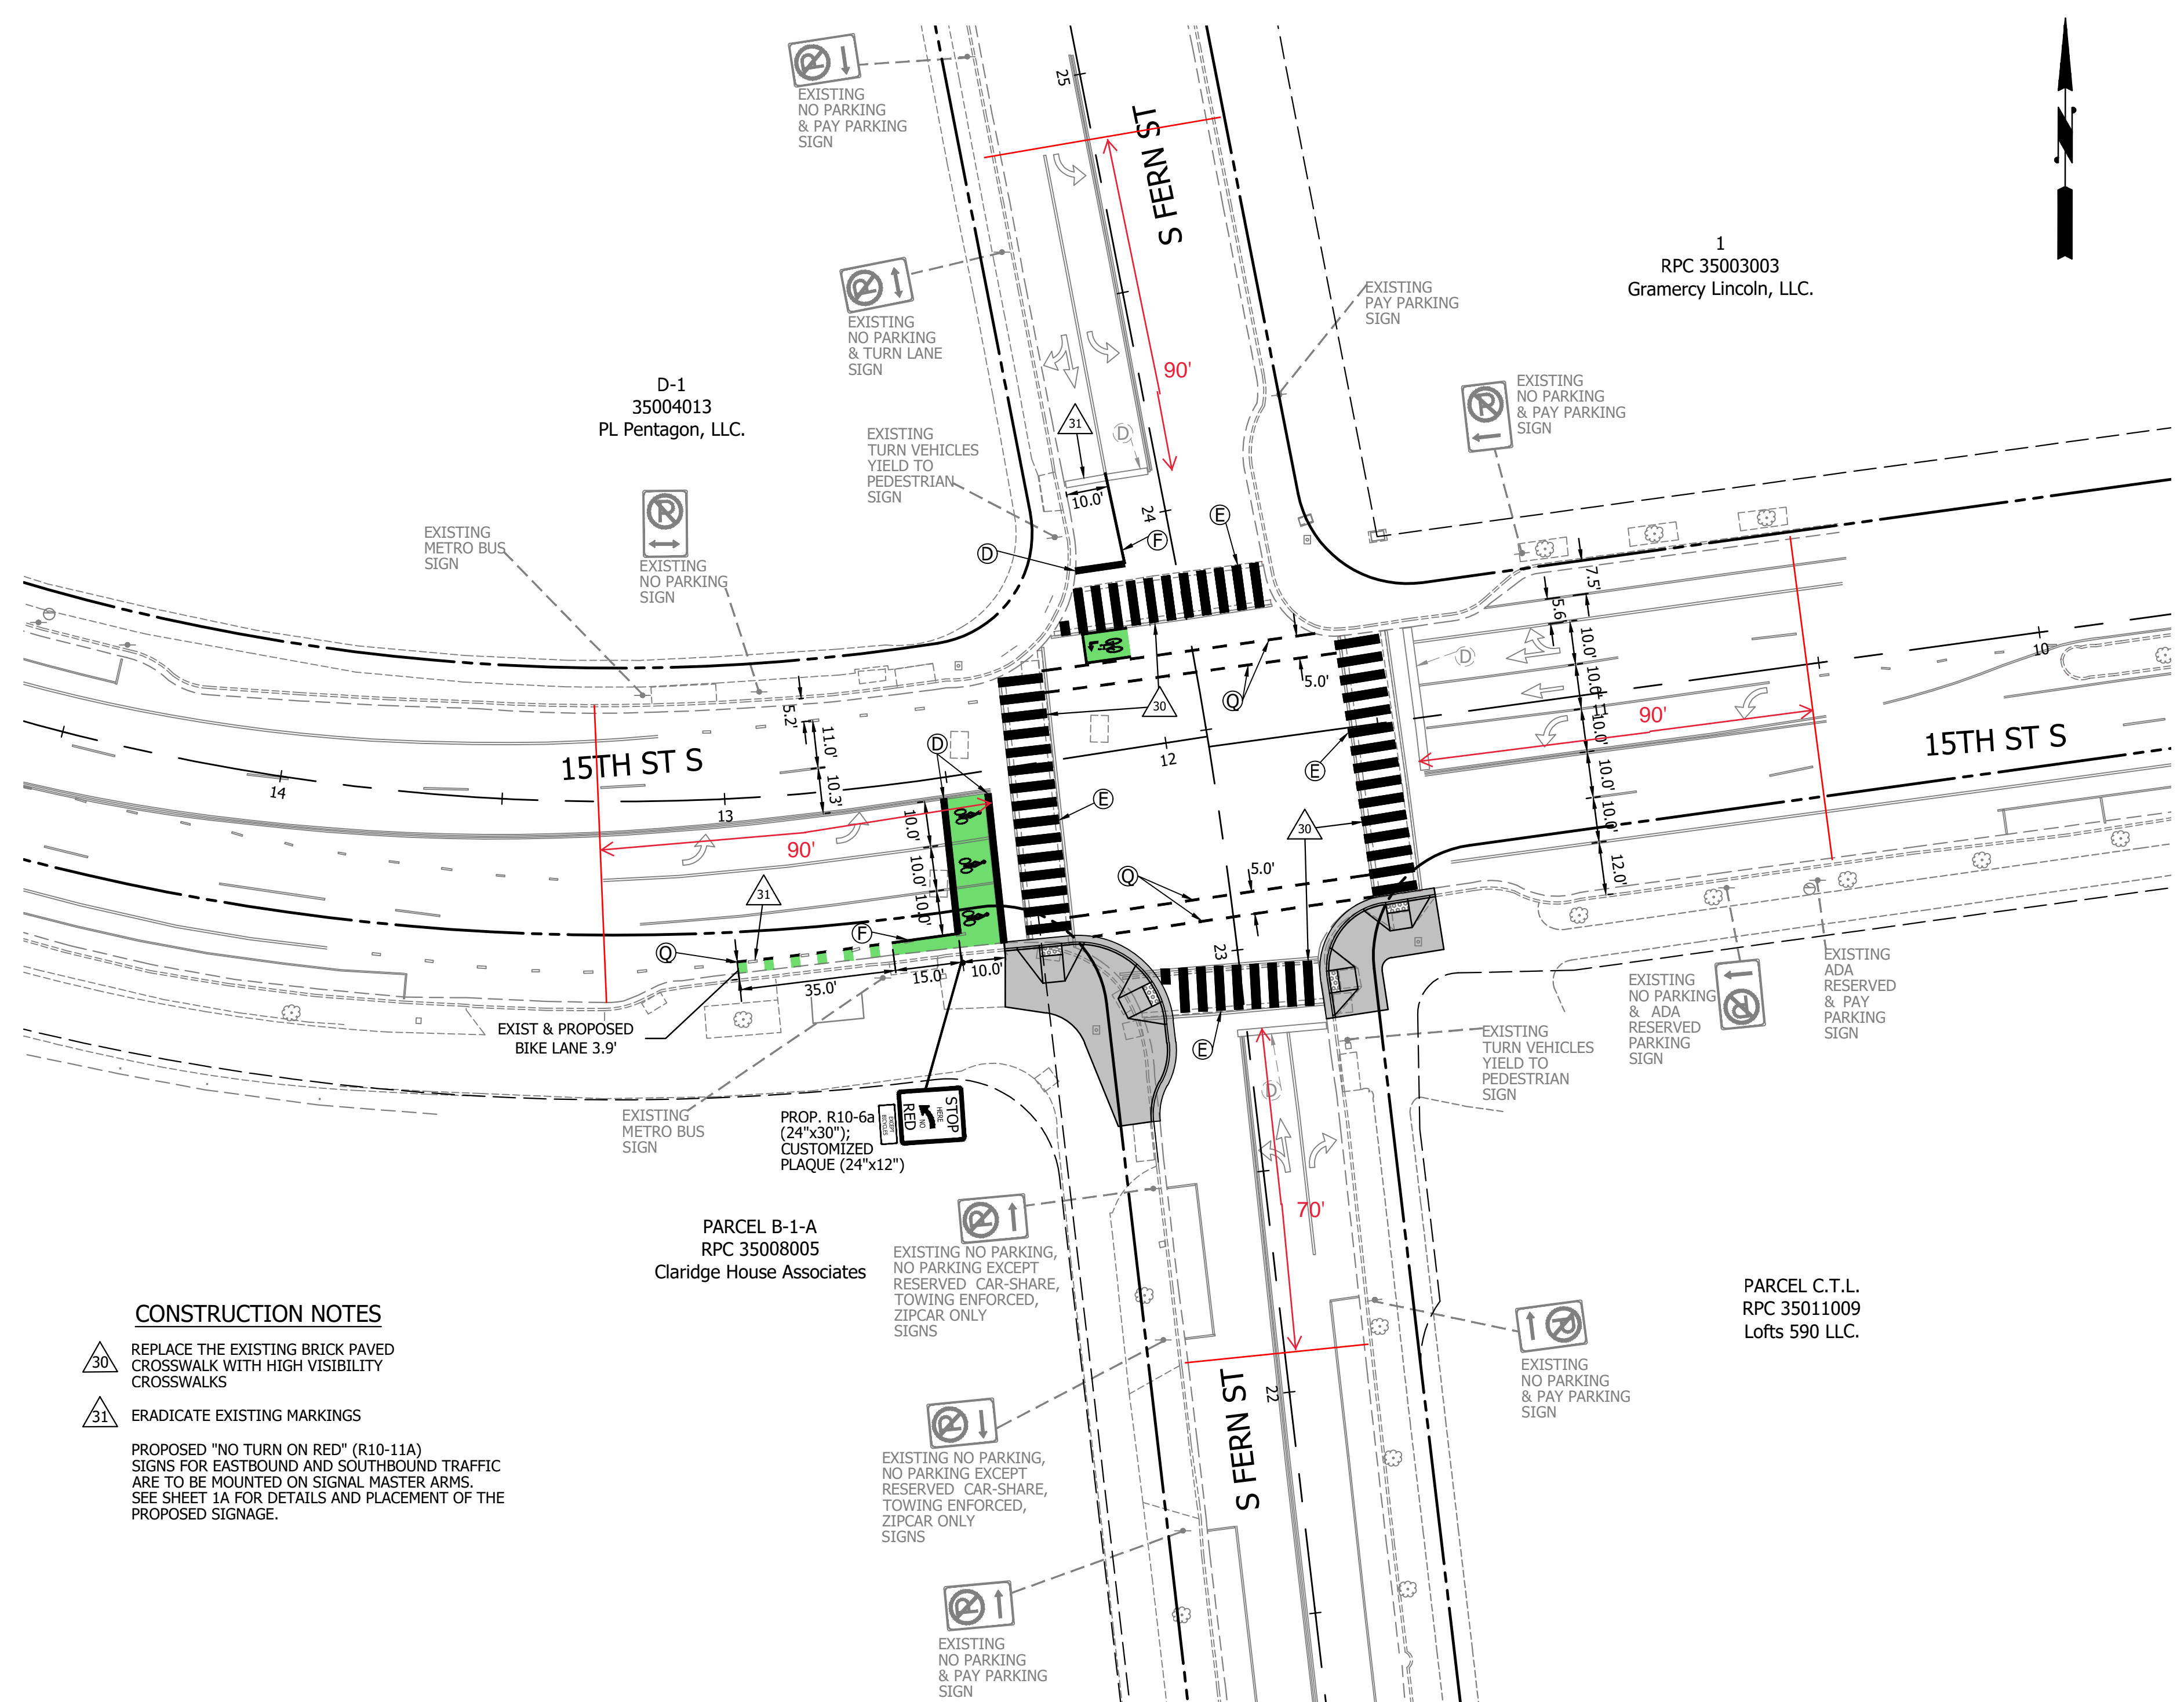 EXISTING
NO PARKING
& PAY PARKING
SIGN
25
S FERN ST
N
1
RPC 35003003
Gramercy Lincoln, LLC.
EXISTING
NO PARKING
& TURN LANE
SIGN
EXISTING
PAY PARKING
SIGN
90'
D-1
35004013
PL Pentagon, LLC.
EXISTING
NO PARKING
& PAY PARKING
SIGN
EXISTING
TURN VEHICLES
YIELD TO
PEDESTRIAN
SIGN
31
D
10.0'
24
E
F
D
EXISTING
METRO BUS
SIGN
EXISTING
NO PARKING
SIGN
7.5'
5.6'
10.0'
10.0'
11
10.0'
10.0'
10.0'
12.0'
D
10
5.0'
Q
30
90'
15TH ST S
5.2'
11.0'
10.3'
15TH ST S
14
13
12
D
E
E
30
90'
10.0'
10.0'
10.0'
31
Q
F
Q
5.0'
23
35.0'
15.0'
10.0'
EXIST & PROPOSED
BIKE LANE 3.9'
E
EXISTING
NO PARKING
& ADA
RESERVED
PARKING
SIGN
EXISTING
ADA
RESERVED
& PAY
PARKING
SIGN
EXISTING
TURN VEHICLES
YIELD TO
PEDESTRIAN
SIGN
D
EXISTING
METRO BUS
SIGN
PROP. R10-6a
(24"x30");
CUSTOMIZED
PLAQUE (24"x12")
STOP
HERE
ON
RED
EXCEPT
BICYCLES
70'
PARCEL B-1-A
RPC 35008005
Claridge House Associates
EXISTING NO PARKING,
NO PARKING EXCEPT
RESERVED CAR-SHARE,
TOWING ENFORCED,
ZIPCAR ONLY
SIGNS
PARCEL C.T.L.
RPC 35011009
Lofts 590 LLC.
EXISTING
NO PARKING
& PAY PARKING
SIGN
22
S FERN ST
EXISTING NO PARKING,
NO PARKING EXCEPT
RESERVED CAR-SHARE,
TOWING ENFORCED,
ZIPCAR ONLY
SIGNS
EXISTING
NO PARKING
& PAY PARKING
SIGN
CONSTRUCTION NOTES
30 REPLACE THE EXISTING BRICK PAVED
CROSSWALK WITH HIGH VISIBILITY
CROSSWALKS
31 ERADICATE EXISTING MARKINGS
PROPOSED "NO TURN ON RED" (R10-11A)
SIGNS FOR EASTBOUND AND SOUTHBOUND TRAFFIC
ARE TO BE MOUNTED ON SIGNAL MASTER ARMS.
SEE SHEET 1A FOR DETAILS AND PLACEMENT OF THE
PROPOSED SIGNAGE.